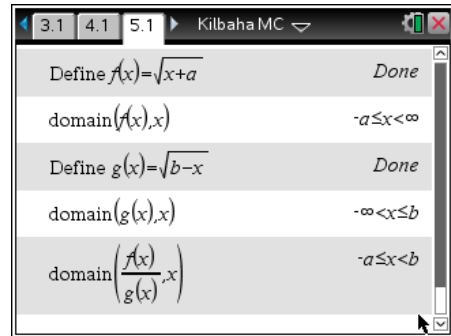 3.1 4.1 5.1 Kilbaha MC
Define f(x)=√x+a Done
domain(f(x),x) -a≤x<∞
Define g(x)=√b-x Done
domain(g(x),x) -∞<x≤b
domain(f(x)/g(x),x) -a≤x<b